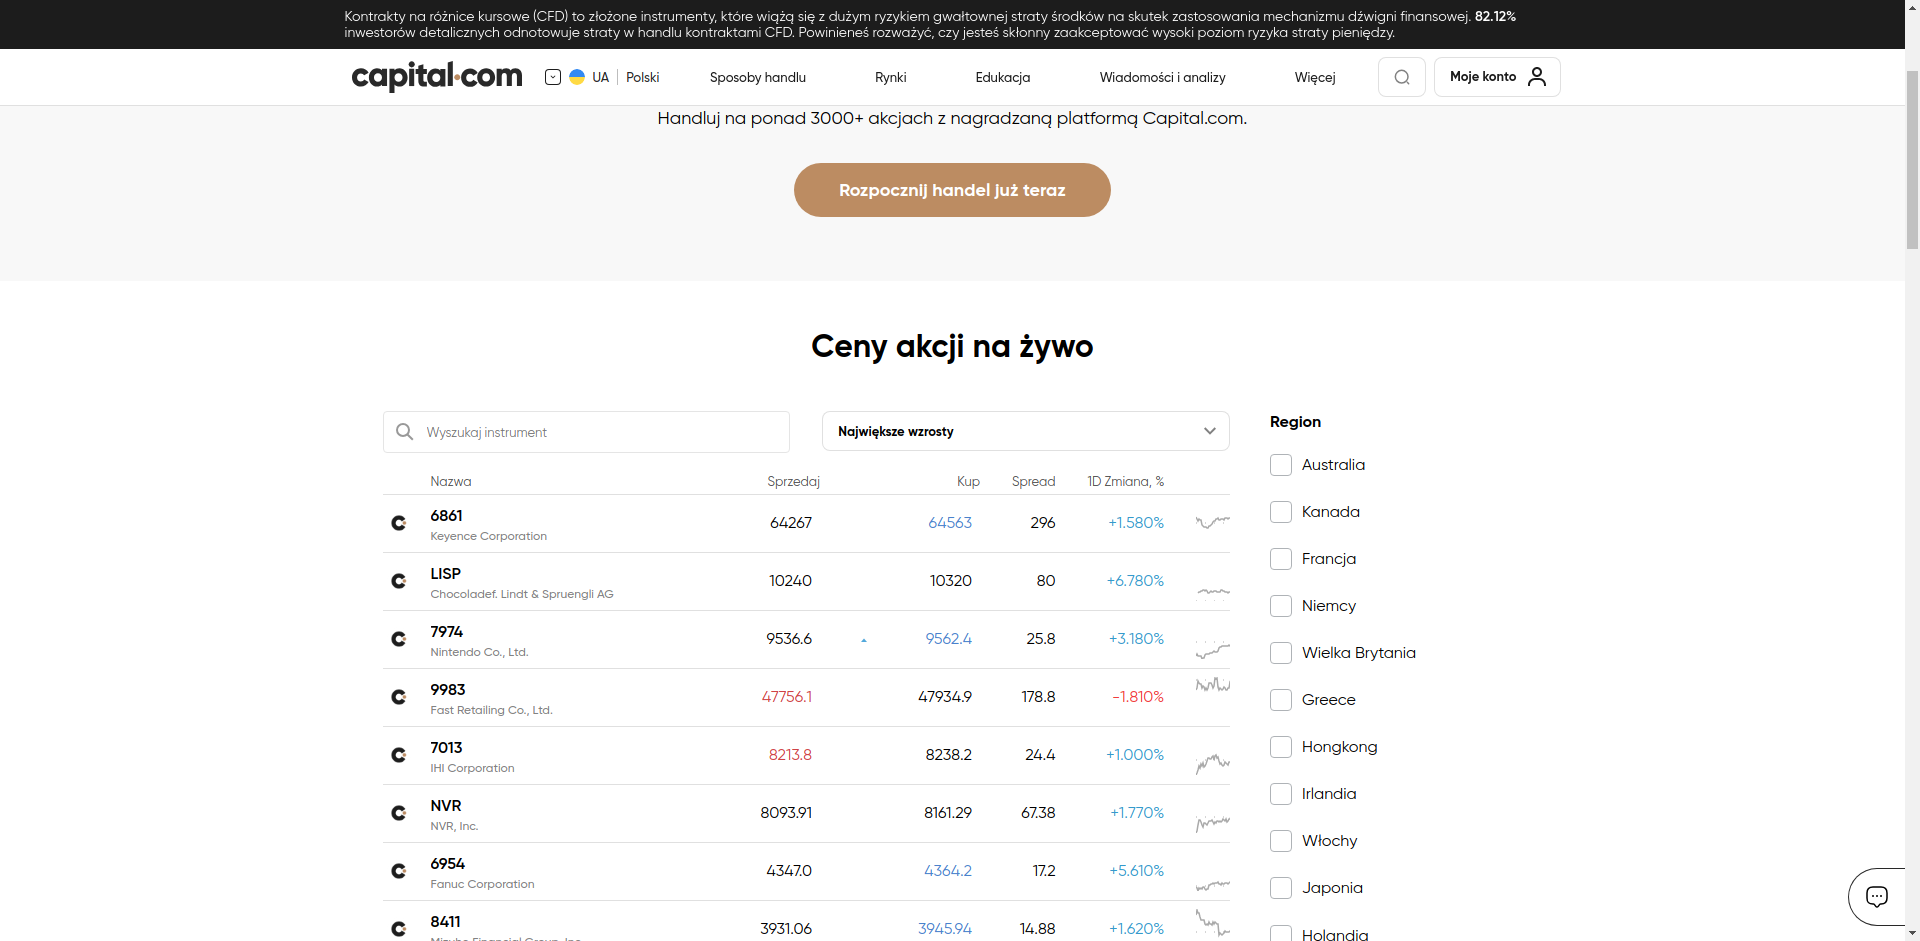 Kontrakty na różnice kursowe (CFD) to złożone instrumenty, które wiążą się z dużym ryzykiem gwałtownej straty środków na skutek zastosowania mechanizmu dźwigni finansowej. 82.12%
inwestorów detalicznych odnotowuje straty w handlu kontraktami CFD. Powinieneś rozważyć, czy jesteś skłonny zaakceptować wysoki poziom ryzyka straty pieniędzy.
capital.com UA Polski Sposoby handlu Rynki Edukacja Wiadomości i analizy Więcej Moje konto
Handluj na ponad 3000+ akcjach z nagradzaną platformą Capital.com.
Rozpocznij handel już teraz
Ceny akcji na żywo
Wyszukaj instrument
Największe wzrosty
Nazwa Sprzedaj Kup Spread 1D Zmiana, %
6861 64267 64563 296 +1.580%
Keyence Corporation
LISP 10240 10320 80 +6.780%
Chocoladef. Lindt & Spruengli AG
7974 9536.6 9562.4 25.8 +3.180%
Nintendo Co., Ltd.
9983 47756.1 47934.9 178.8 -1.810%
Fast Retailing Co., Ltd.
7013 8213.8 8238.2 24.4 +1.000%
IHI Corporation
NVR 8093.91 8161.29 67.38 +1.770%
NVR, Inc.
6954 4347.0 4364.2 17.2 +5.610%
Fanuc Corporation
8411 3931.06 3945.94 14.88 +1.620%
Mizuho Financial Group, Inc.
Region
Australia
Kanada
Francja
Niemcy
Wielka Brytania
Greece
Hongkong
Irlandia
Włochy
Japonia
Holandia